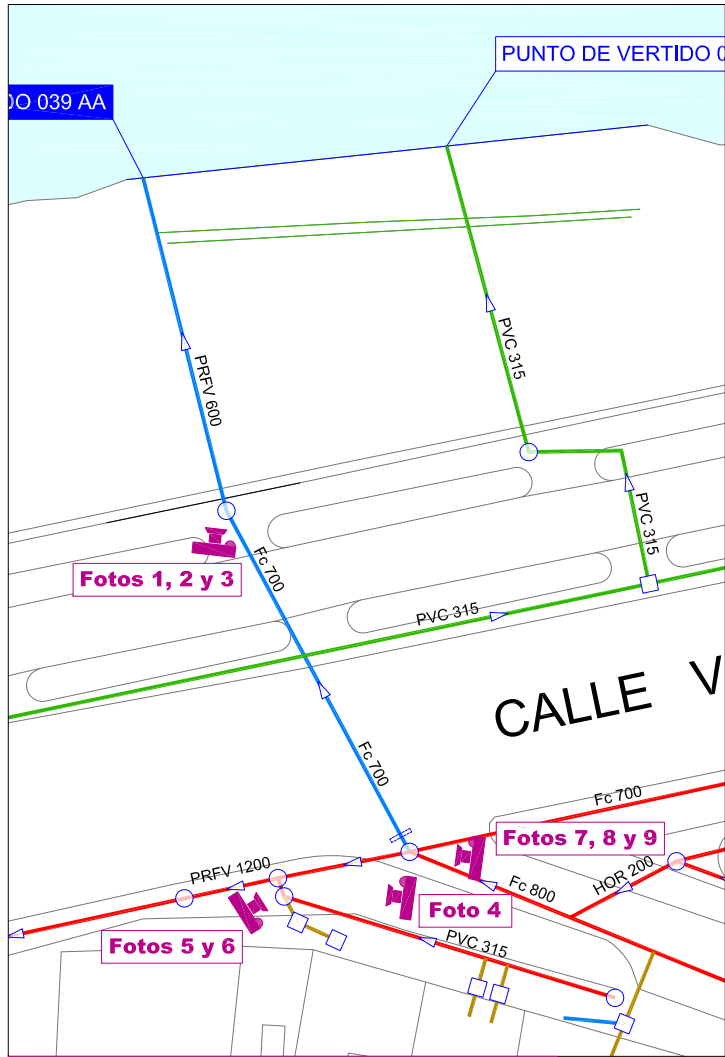 PUNTO DE VERTIDO 0
DO 039 AA
PVC 315
PRFV 600
PVC 315
Fc 700
Fotos 1, 2 y 3
PVC 315
CALLE V
Fc 700
Fc 700
Fotos 7, 8 y 9
PRFV 1200
HOR 200
Fc 800
Foto 4
Fotos 5 y 6
PVC 315